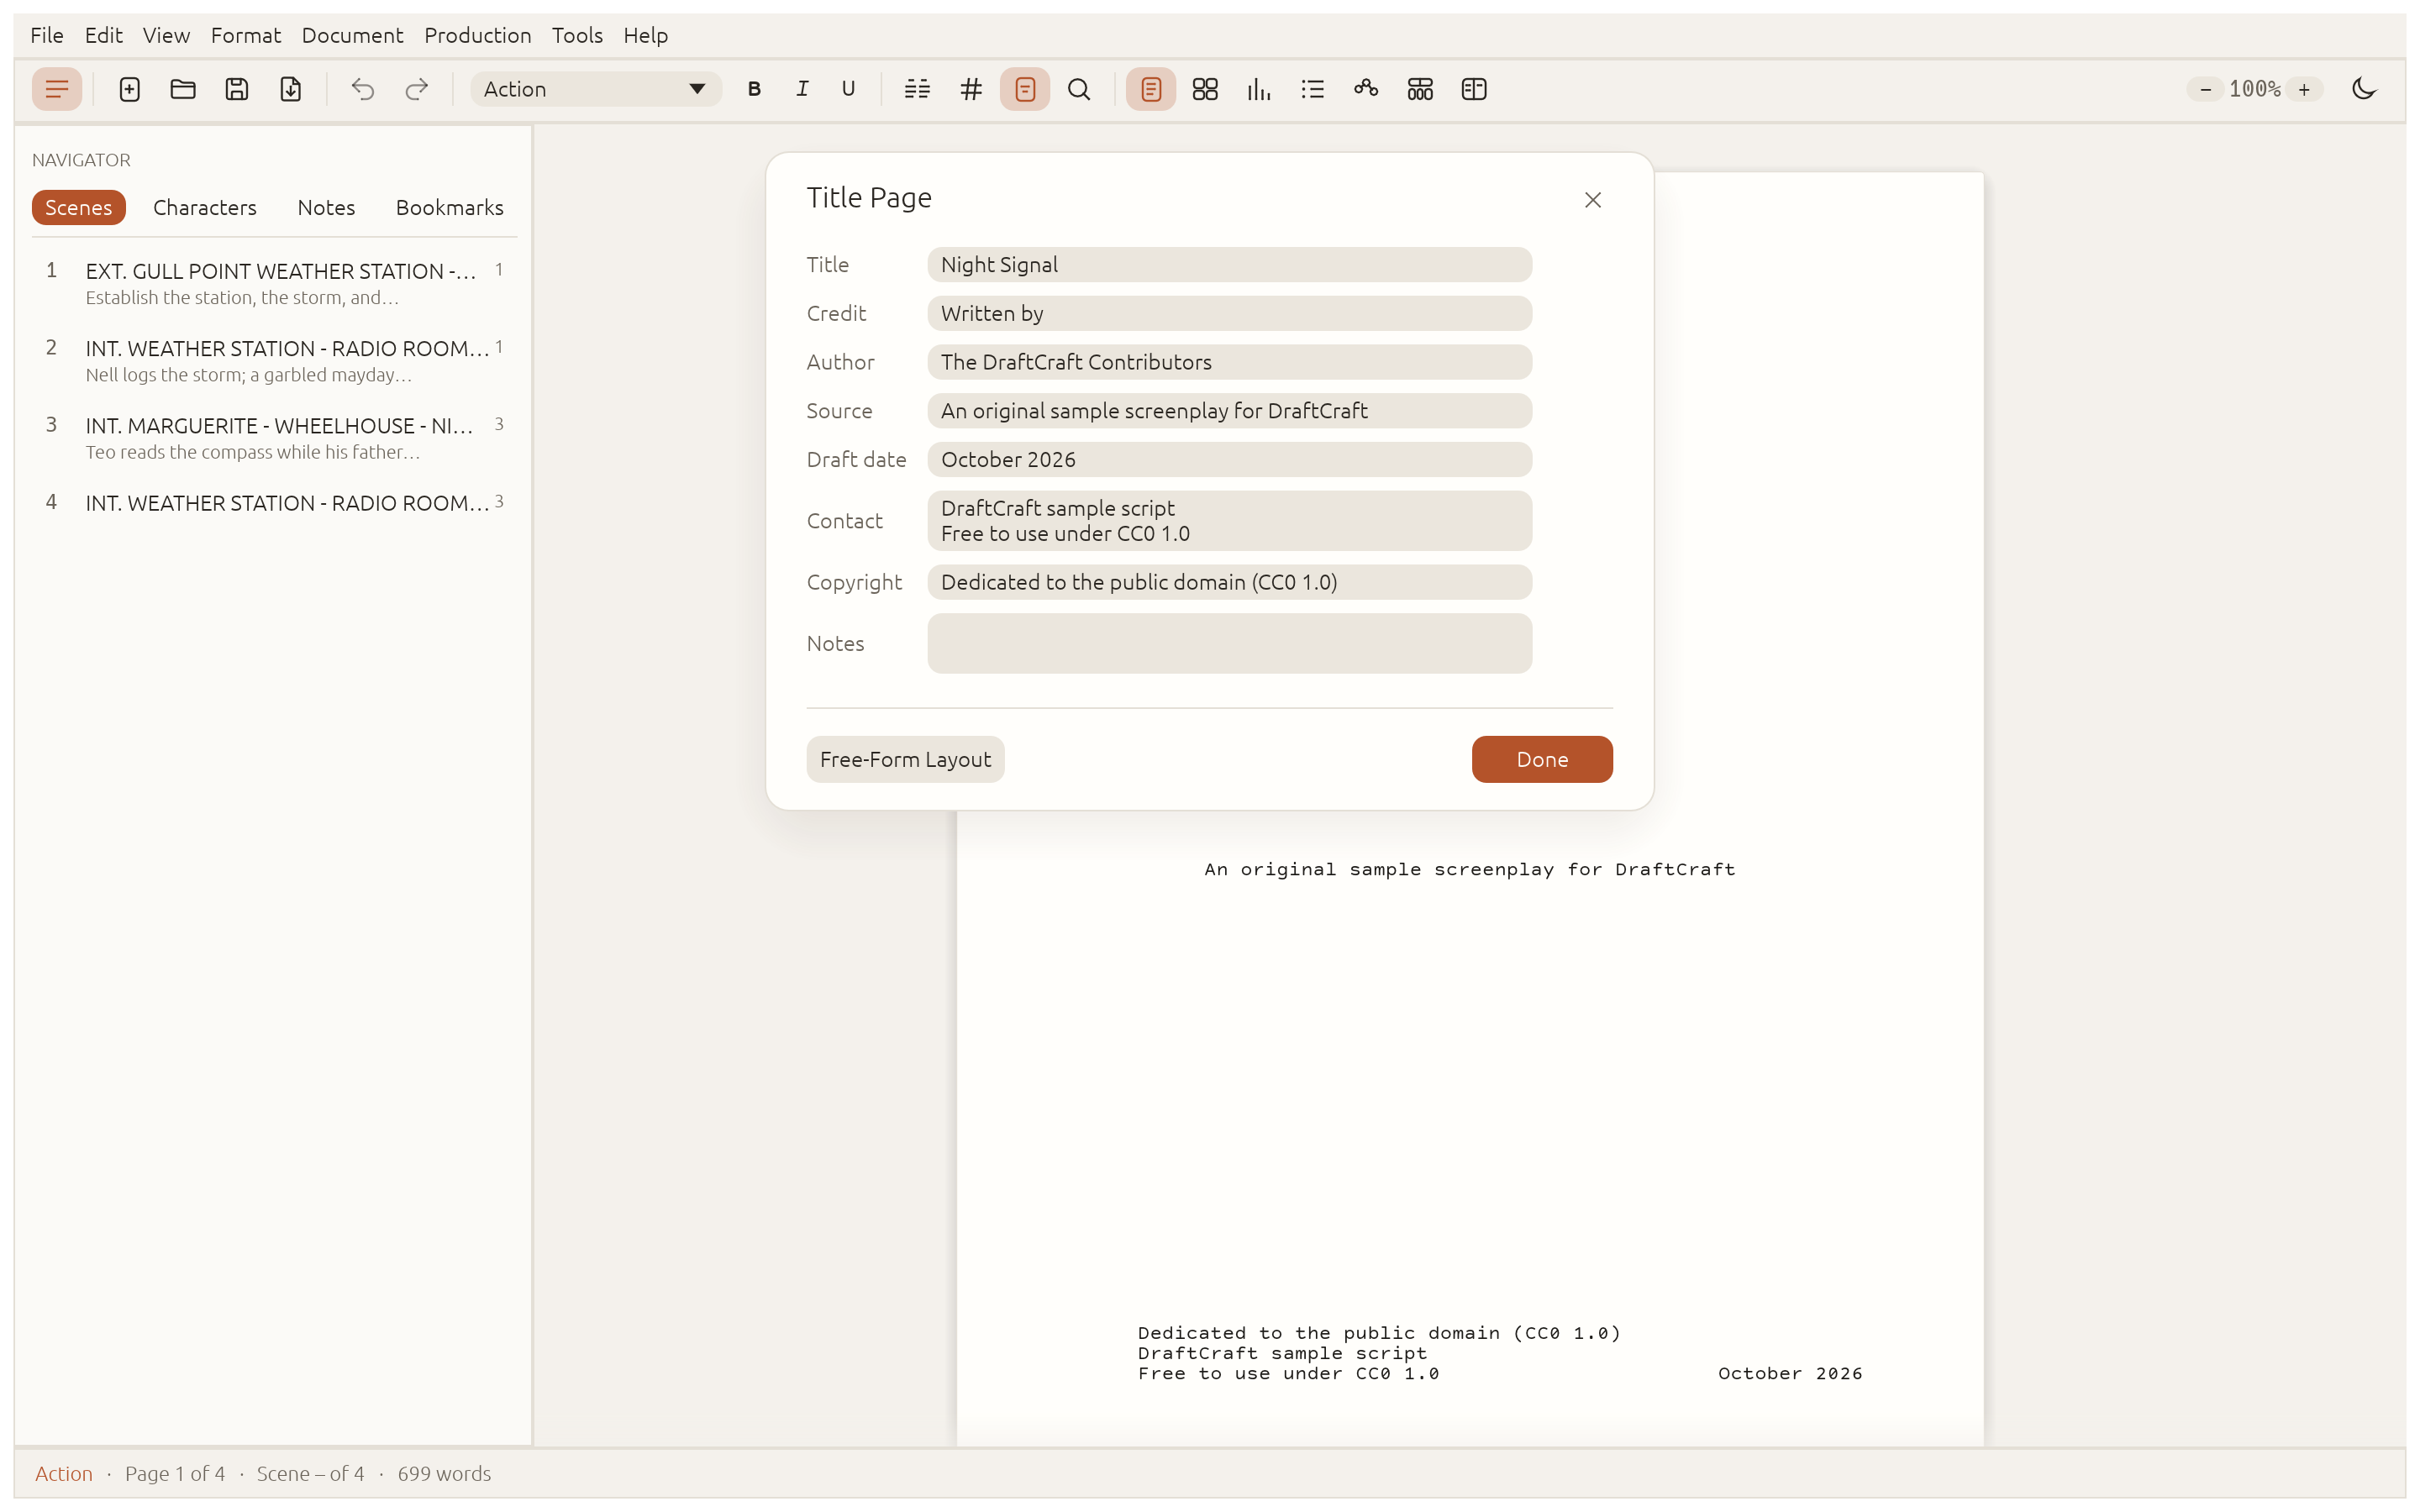 File Edit View Format Document Production Tools Help
Action B I U 100%
NAVIGATOR
Scenes Characters Notes Bookmarks
1 EXT. GULL POINT WEATHER STATION -... 1
Establish the station, the storm, and...
2 INT. WEATHER STATION - RADIO ROOM... 1
Nell logs the storm; a garbled mayday...
3 INT. MARGUERITE - WHEELHOUSE - NI... 3
Teo reads the compass while his father...
4 INT. WEATHER STATION - RADIO ROOM... 3
Title Page
Title Night Signal
Credit Written by
Author The DraftCraft Contributors
Source An original sample screenplay for DraftCraft
Draft date October 2026
Contact DraftCraft sample script
Free to use under CC0 1.0
Copyright Dedicated to the public domain (CC0 1.0)
Notes
Free-Form Layout Done
An original sample screenplay for DraftCraft
Dedicated to the public domain (CC0 1.0)
DraftCraft sample script
Free to use under CC0 1.0 October 2026
Action · Page 1 of 4 · Scene – of 4 · 699 words